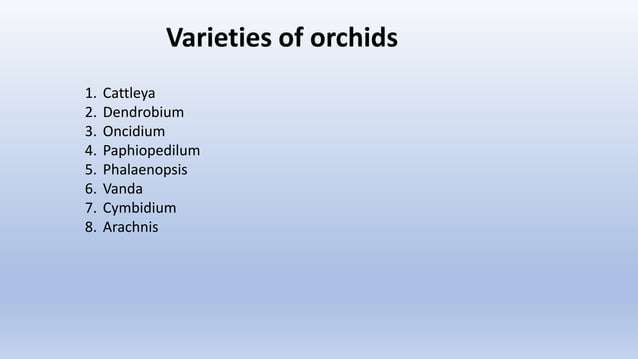 Varieties of orchids
1. Cattleya
2. Dendrobium
3. Oncidium
4. Paphiopedilum
5. Phalaenopsis
6. Vanda
7. Cymbidium
8. Arachnis